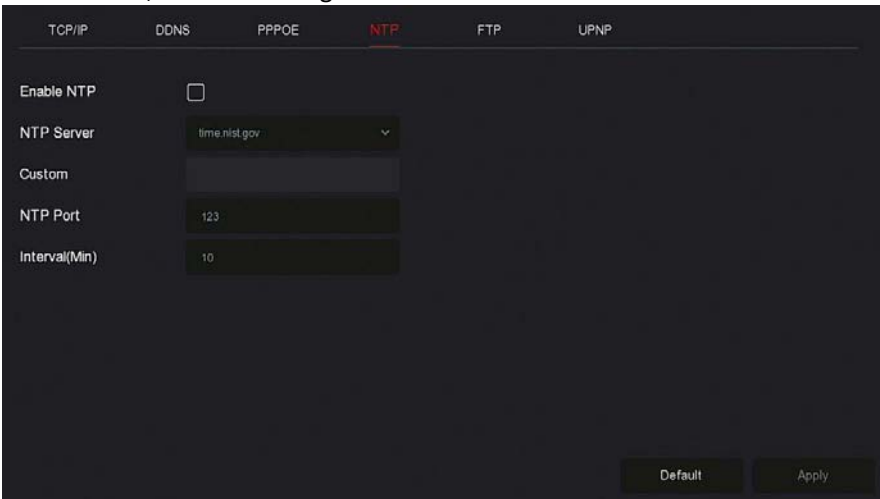 TCP/IP DDNS PPPOE NTP FTP UPNP
Enable NTP
NTP Server time.nist.gov
Custom
NTP Port 123
Interval(Min) 10
Default Apply